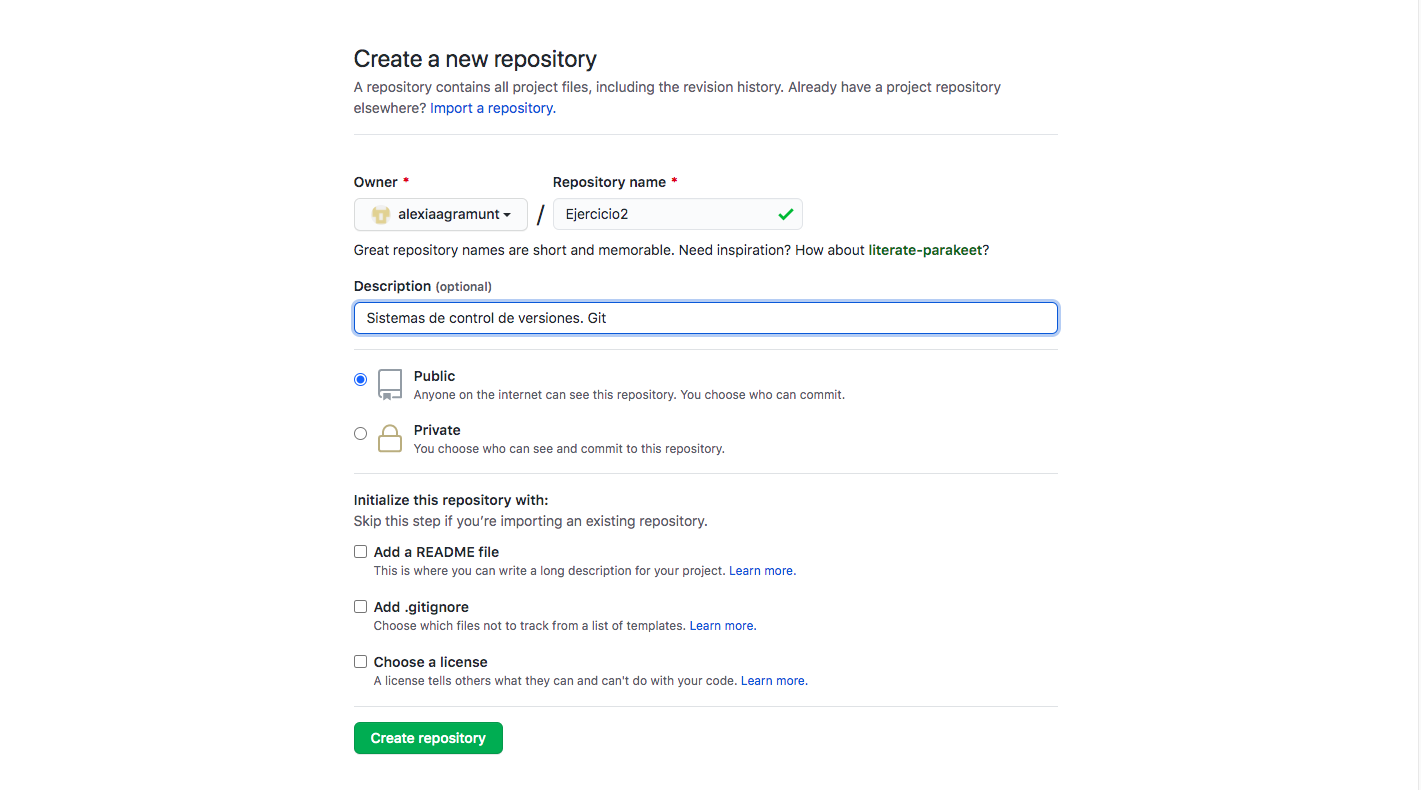 Create a new repository
A repository contains all project files, including the revision history. Already have a project repository
elsewhere? Import a repository.
Owner *
Repository name *
alexiaagramunt
/
Ejercicio2
Great repository names are short and memorable. Need inspiration? How about literate-parakeet?
Description (optional)
Sistemas de control de versiones. Git
Public
Anyone on the internet can see this repository. You choose who can commit.
Private
You choose who can see and commit to this repository.
Initialize this repository with:
Skip this step if you’re importing an existing repository.
Add a README file
This is where you can write a long description for your project. Learn more.
Add .gitignore
Choose which files not to track from a list of templates. Learn more.
Choose a license
A license tells others what they can and can't do with your code. Learn more.
Create repository